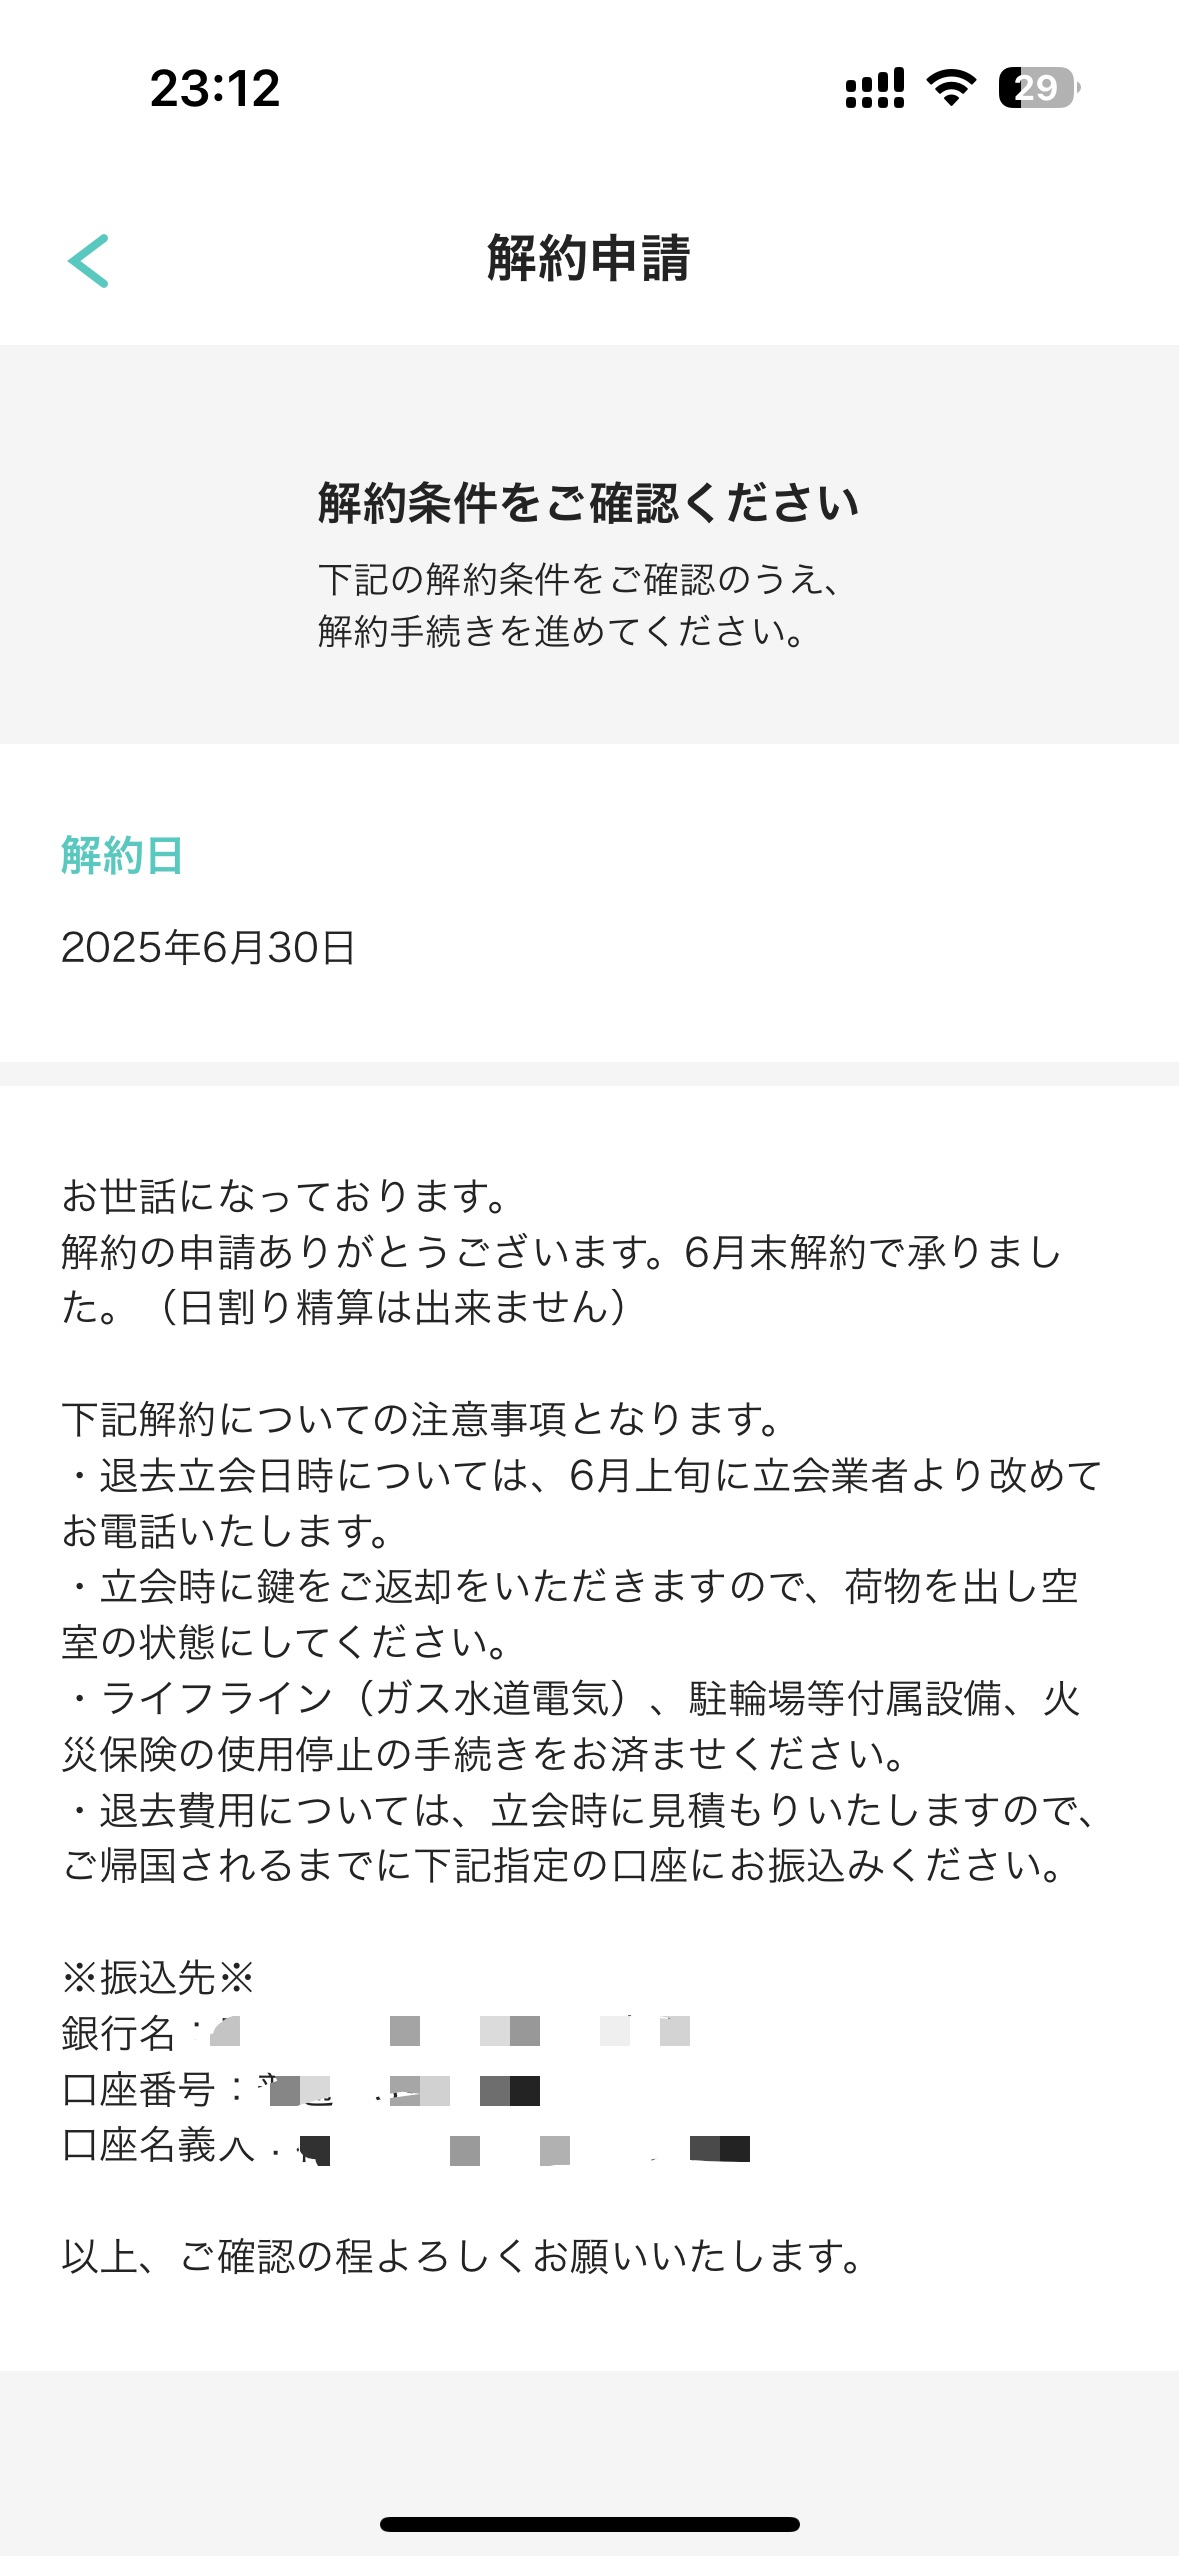 23:12
29
解約申請
解約条件をご確認ください
下記の解約条件をご確認のうえ、
解約手続きを進めてください。
解約日
2025年6月30日
お世話になっております。
解約の申請ありがとうございます。6月末解約で承りまし
た。（日割り精算は出来ません）
下記解約についての注意事項となります。
・退去立会日時については、6月上旬に立会業者より改めて
お電話いたします。
・立会時に鍵をご返却をいただきますので、荷物を出し空
室の状態にしてください。
・ライフライン（ガス水道電気）、駐輪場等付属設備、火
災保険の使用停止の手続きをお済ませください。
・退去費用については、立会時に見積もりいたしますので、
ご帰国されるまでに下記指定の口座にお振込みください。
※振込先※
銀行名：
口座番号：
口座名義人：
以上、ご確認の程よろしくお願いいたします。